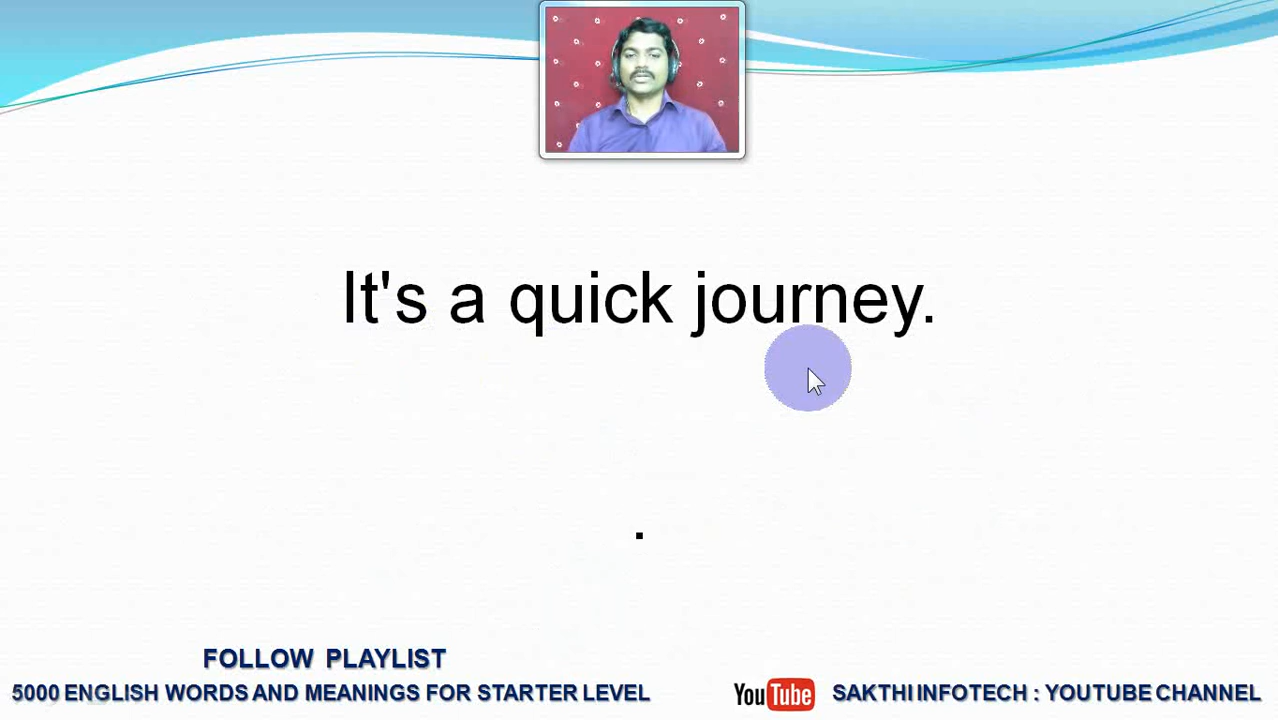 It's a quick journey.
.
FOLLOW PLAYLIST
5000 ENGLISH WORDS AND MEANINGS FOR STARTER LEVEL
YouTube SAKTHI INFOTECH : YOUTUBE CHANNEL